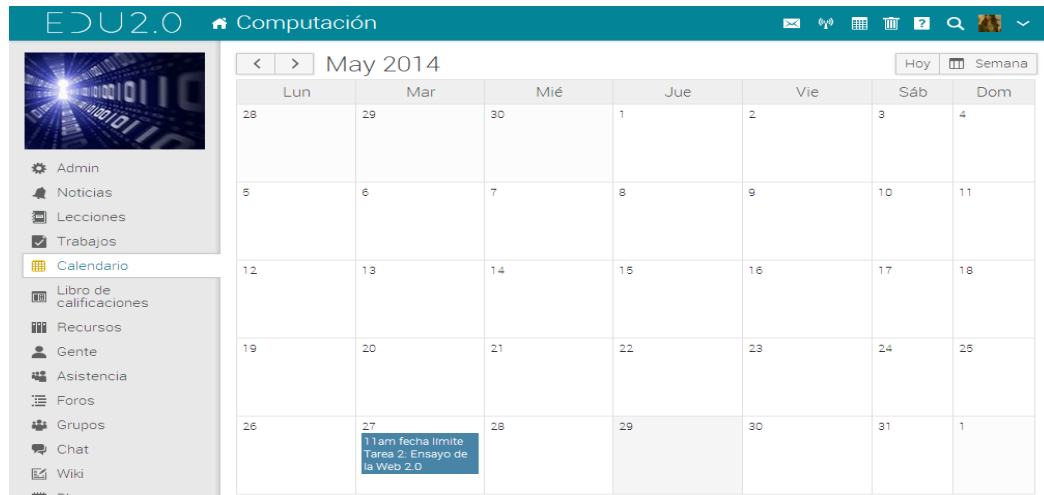 EDU2.0 Computación
May 2014 Hoy Semana
Lun Mar Mié Jue Vie Sáb Dom
28 29 30 1 2 3 4
5 6 7 8 9 10 11
12 13 14 15 16 17 18
19 20 21 22 23 24 25
26 27 28 29 30 31 1
11am fecha límite
Tarea 2: Ensayo de
la Web 2.0
Admin
Noticias
Lecciones
Trabajos
Calendario
Libro de
calificaciones
Recursos
Gente
Asistencia
Foros
Grupos
Chat
Wiki